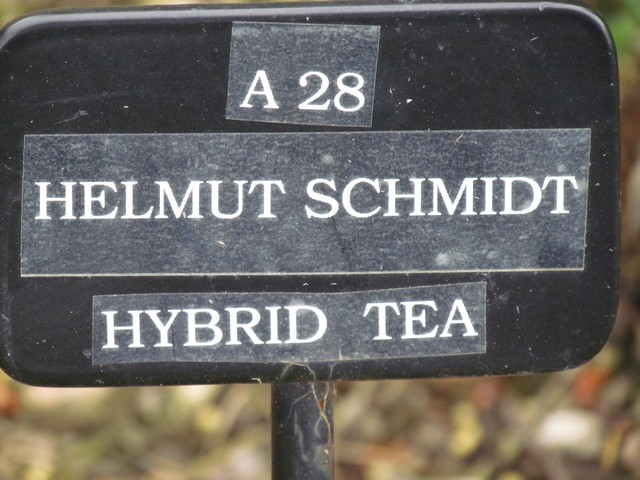 A 28
HELMUT SCHMIDT
HYBRID TEA